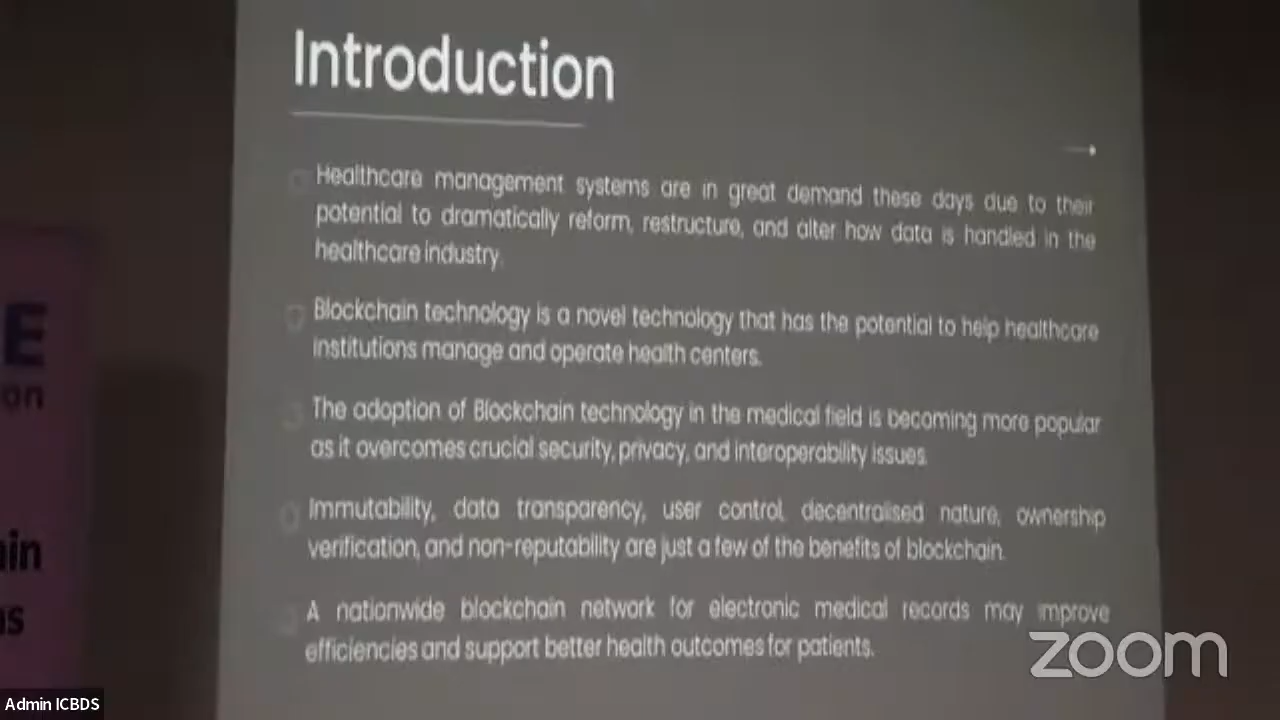 Introduction
Healthcare management systems are in great demand these days due to their
potential to dramatically reform, restructure, and alter how data is handled in the
healthcare industry.
Blockchain technology is a novel technology that has the potential to help healthcare
institutions manage and operate health centers.
The adoption of Blockchain technology in the medical field is becoming more popular
as it overcomes crucial security, privacy, and interoperability issues.
Immutability, data transparency, user control, decentralised nature, ownership
verification, and non-reputability are just a few of the benefits of blockchain.
A nationwide blockchain network for electronic medical records may improve
efficiencies and support better health outcomes for patients.
E
on
ain
ns
zoom
Admin ICBDS